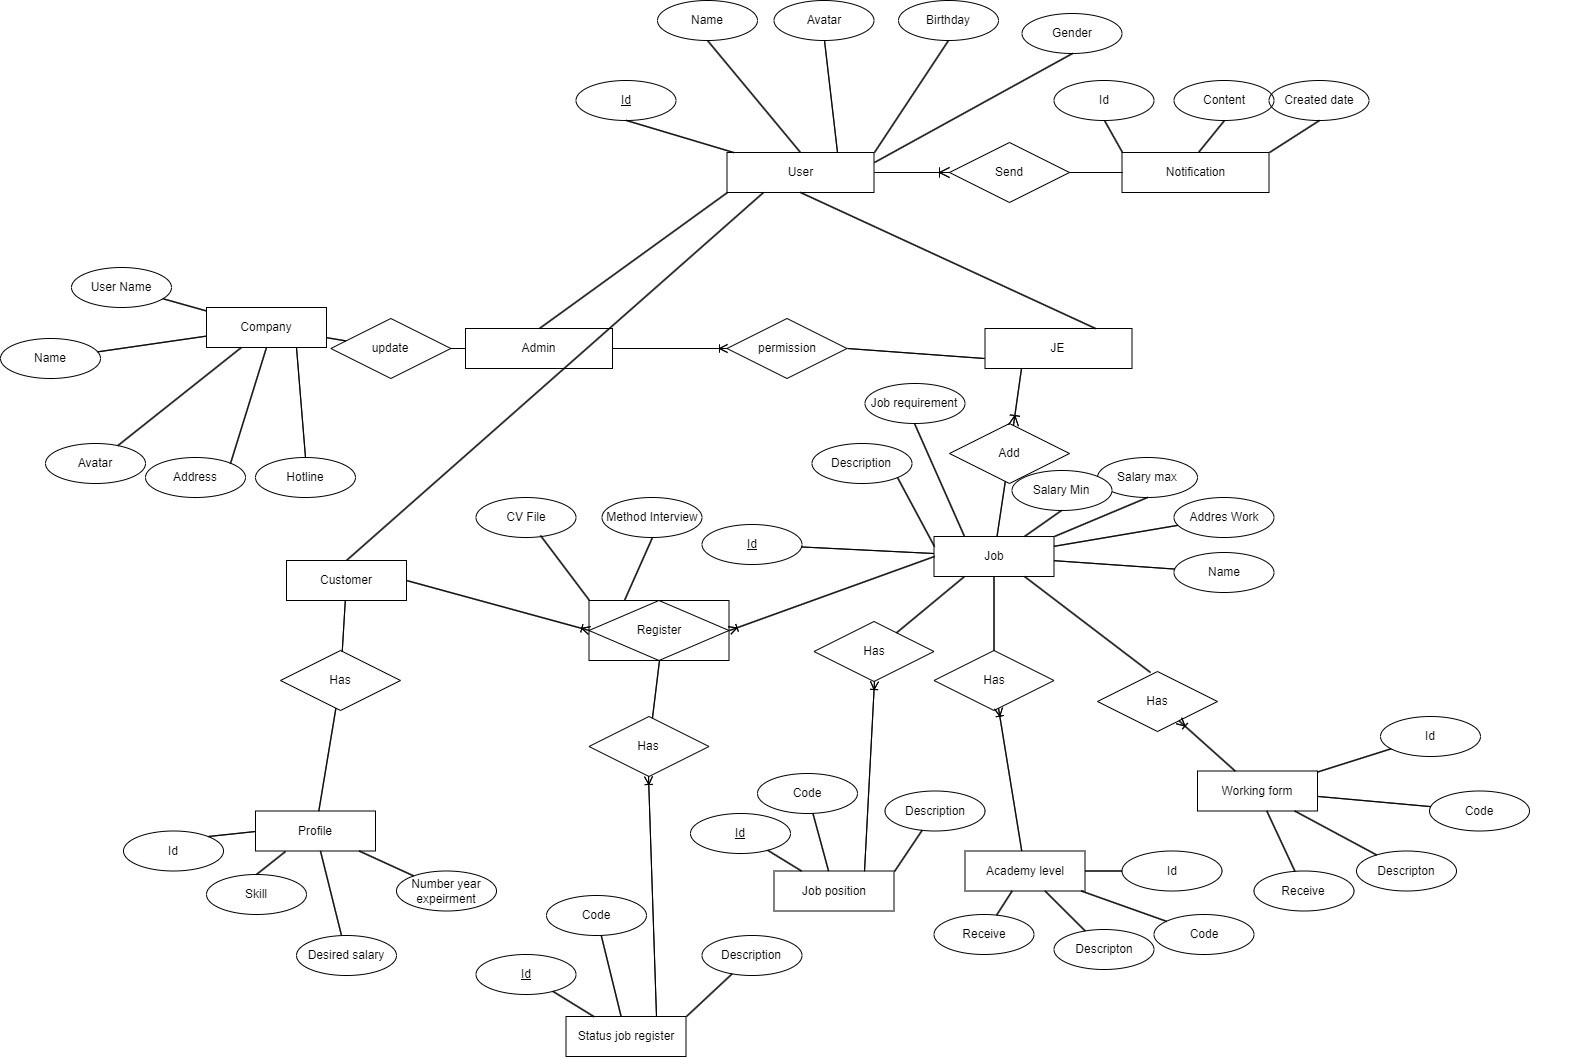 Name
Avatar
Birthday
Gender
Id
Id
Content
Created date
User
Send
Notification
User Name
Company
Name
update
Admin
permission
JE
Job requirement
Add
Description
Salary Min
Salary max
Avatar
Address
Hotline
CV File
Method Interview
Id
Addres Work
Job
Name
Customer
Register
Has
Has
Has
Has
Has
Id
Working form
Code
Code
Id
Description
Profile
Id
Skill
Number year
expeirment
Desired salary
Job position
Academy level
Id
Receive
Descripton
Receive
Descripton
Code
Code
Id
Description
Status job register